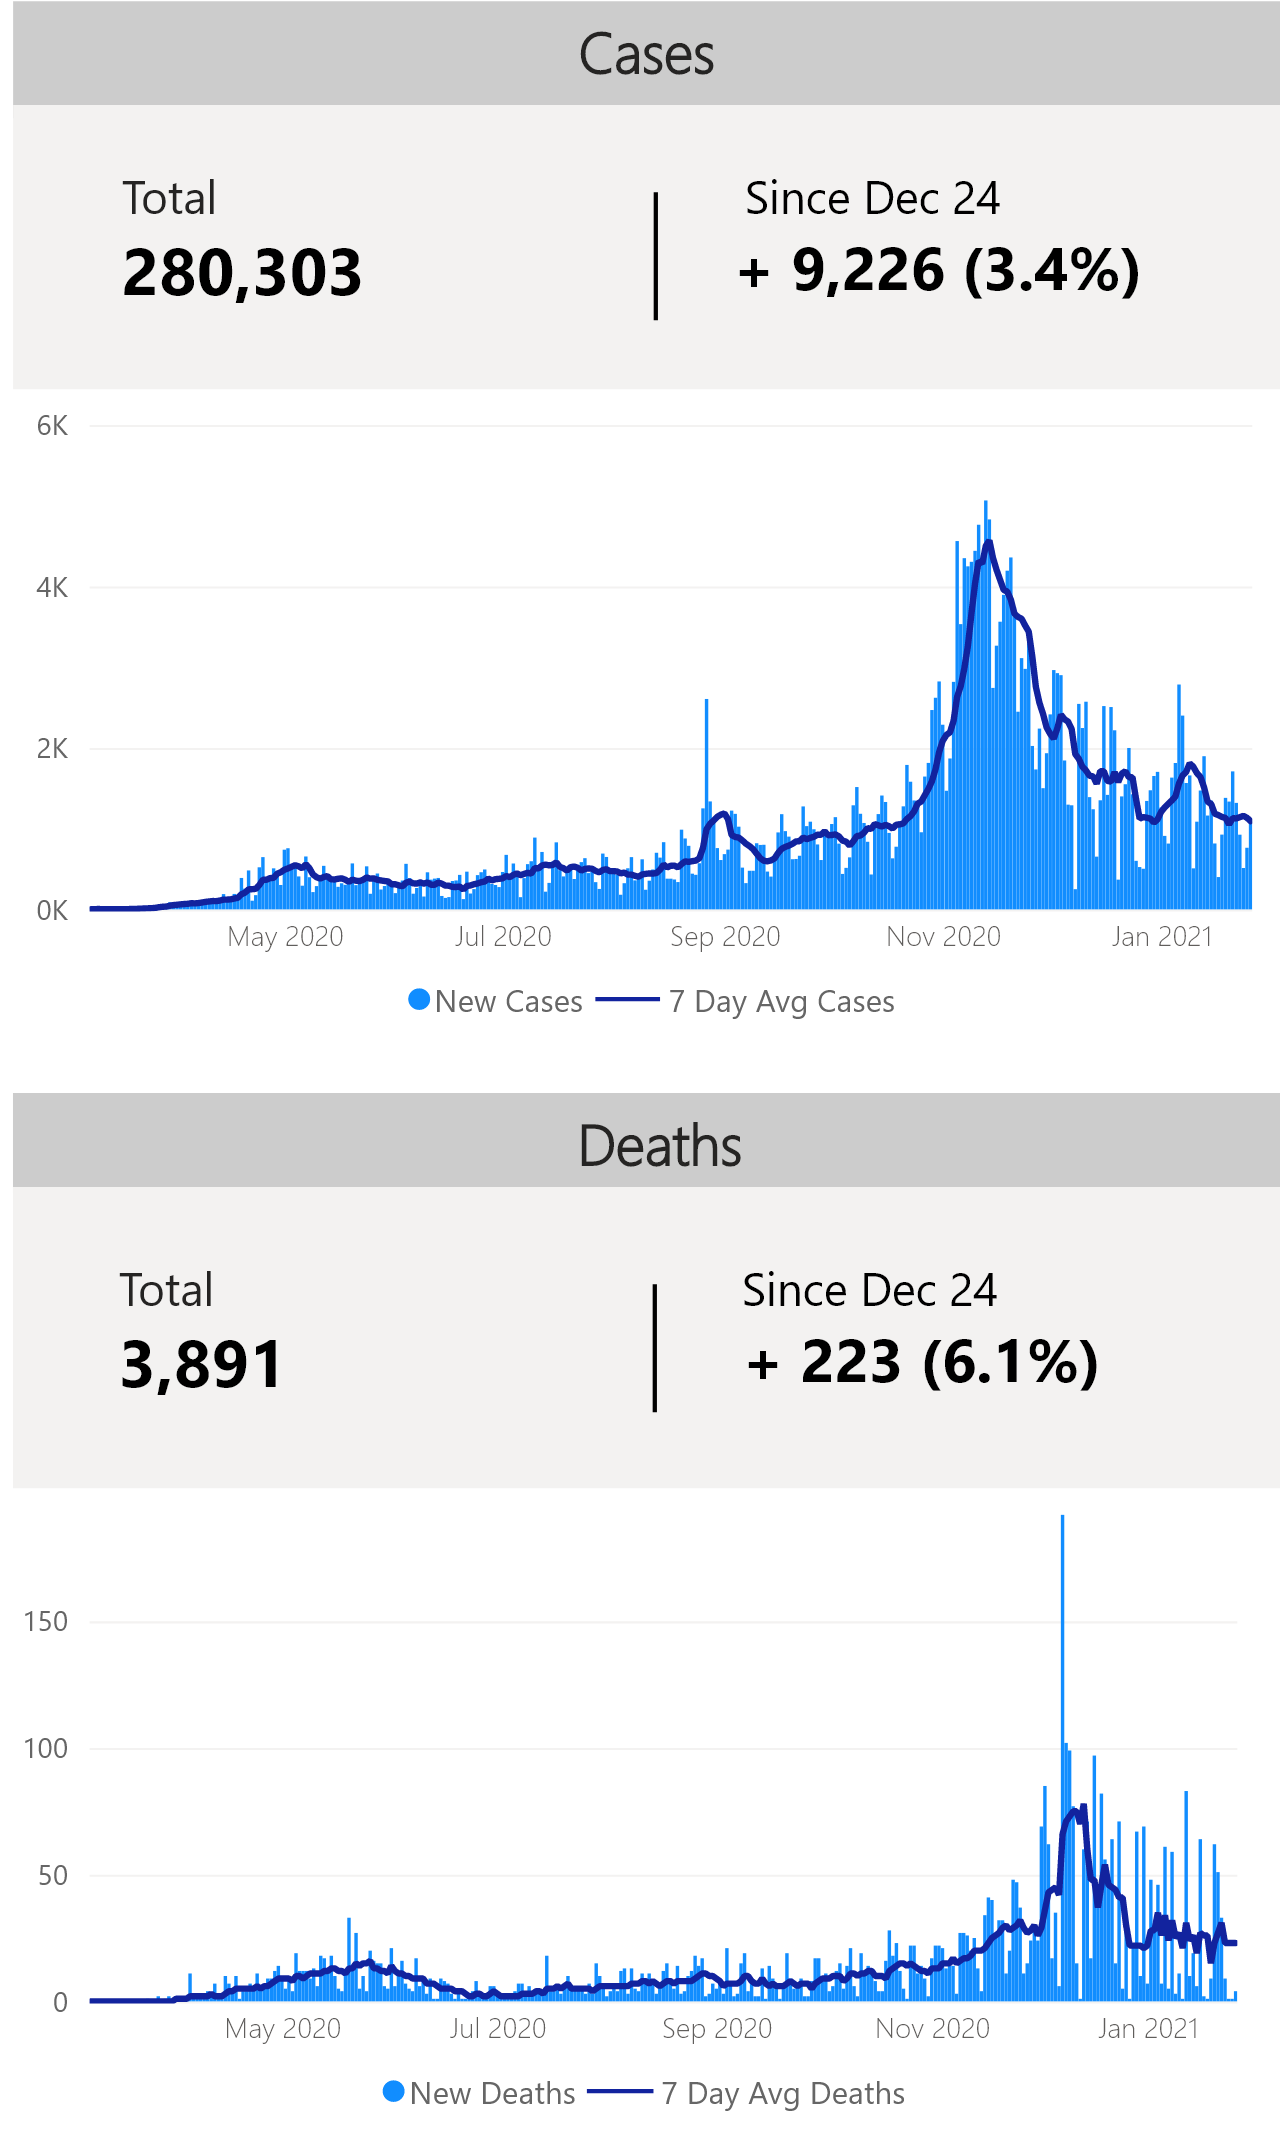 Cases
Total
280,303
Since Dec 24
+ 9,226 (3.4%)
6K
4K
2K
0K
May 2020 Jul 2020 Sep 2020 Nov 2020 Jan 2021
New Cases 7 Day Avg Cases
Deaths
Total
3,891
Since Dec 24
+ 223 (6.1%)
150
100
50
0
May 2020 Jul 2020 Sep 2020 Nov 2020 Jan 2021
New Deaths 7 Day Avg Deaths